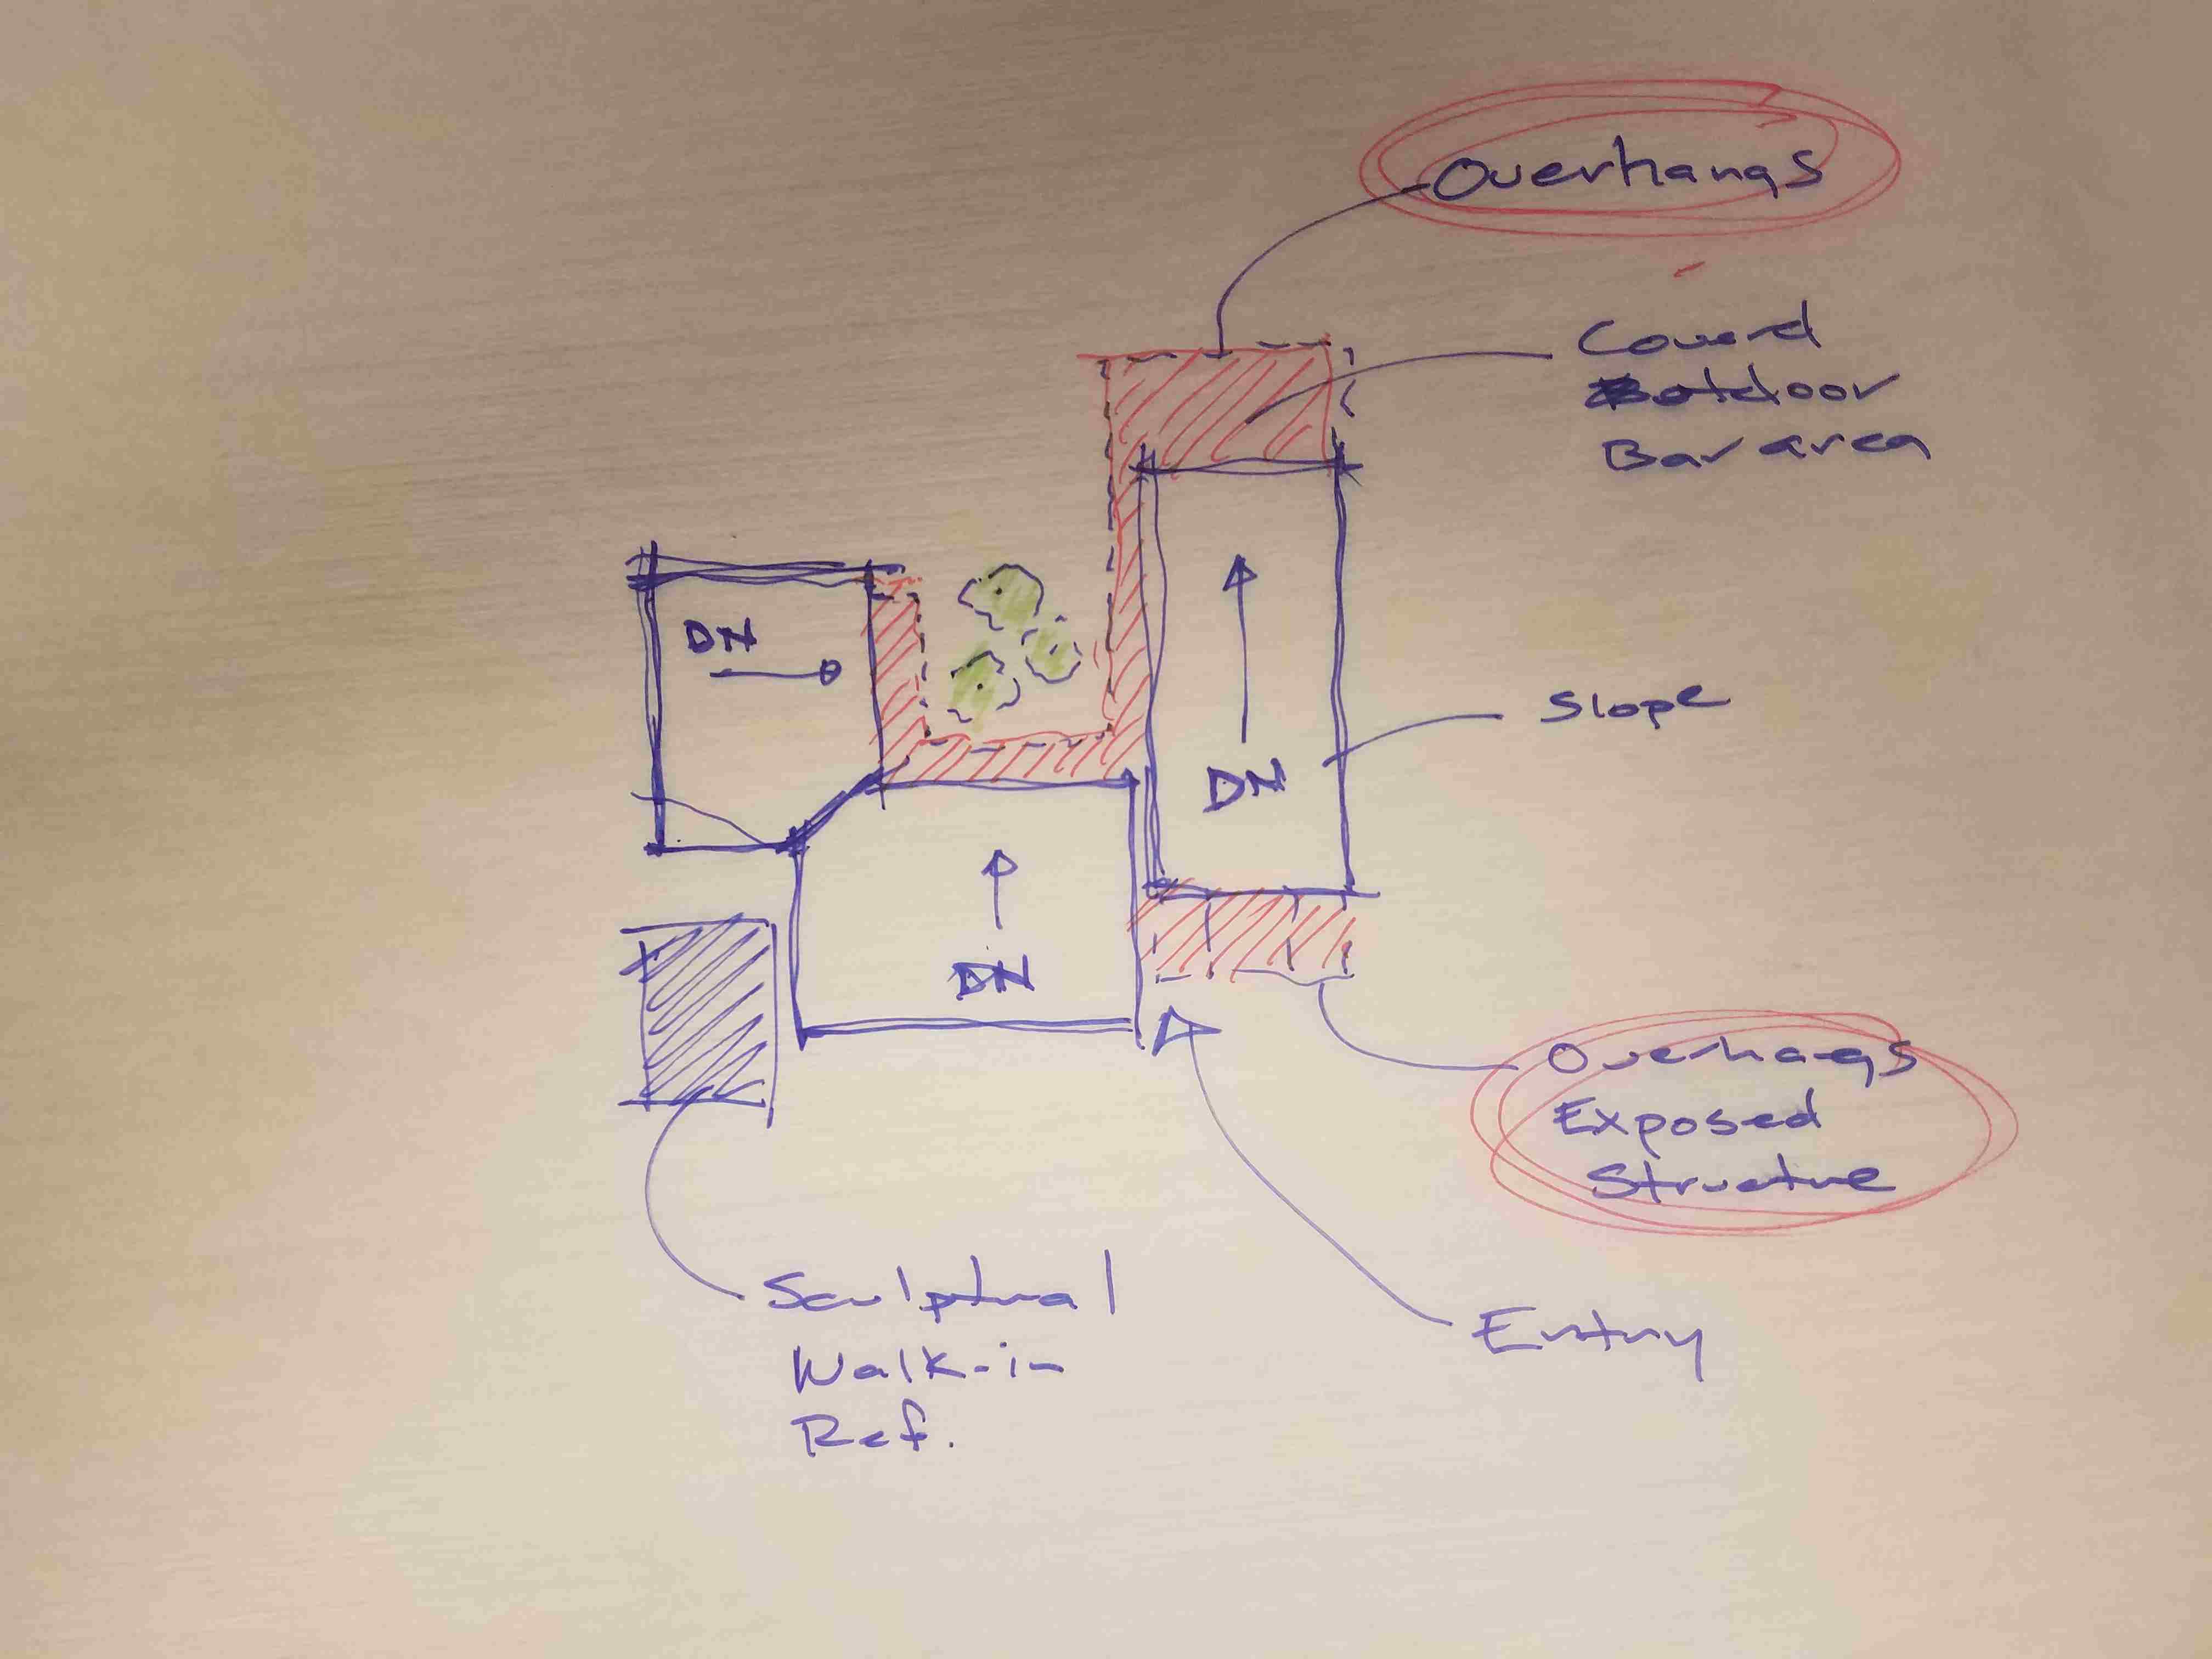 Overhangs
Coverd
Outdoor
Bar area
DN
Slope
DN
DN
Overhangs
Exposed
Structure
Sculptural
Walk-in
Ref.
Entry